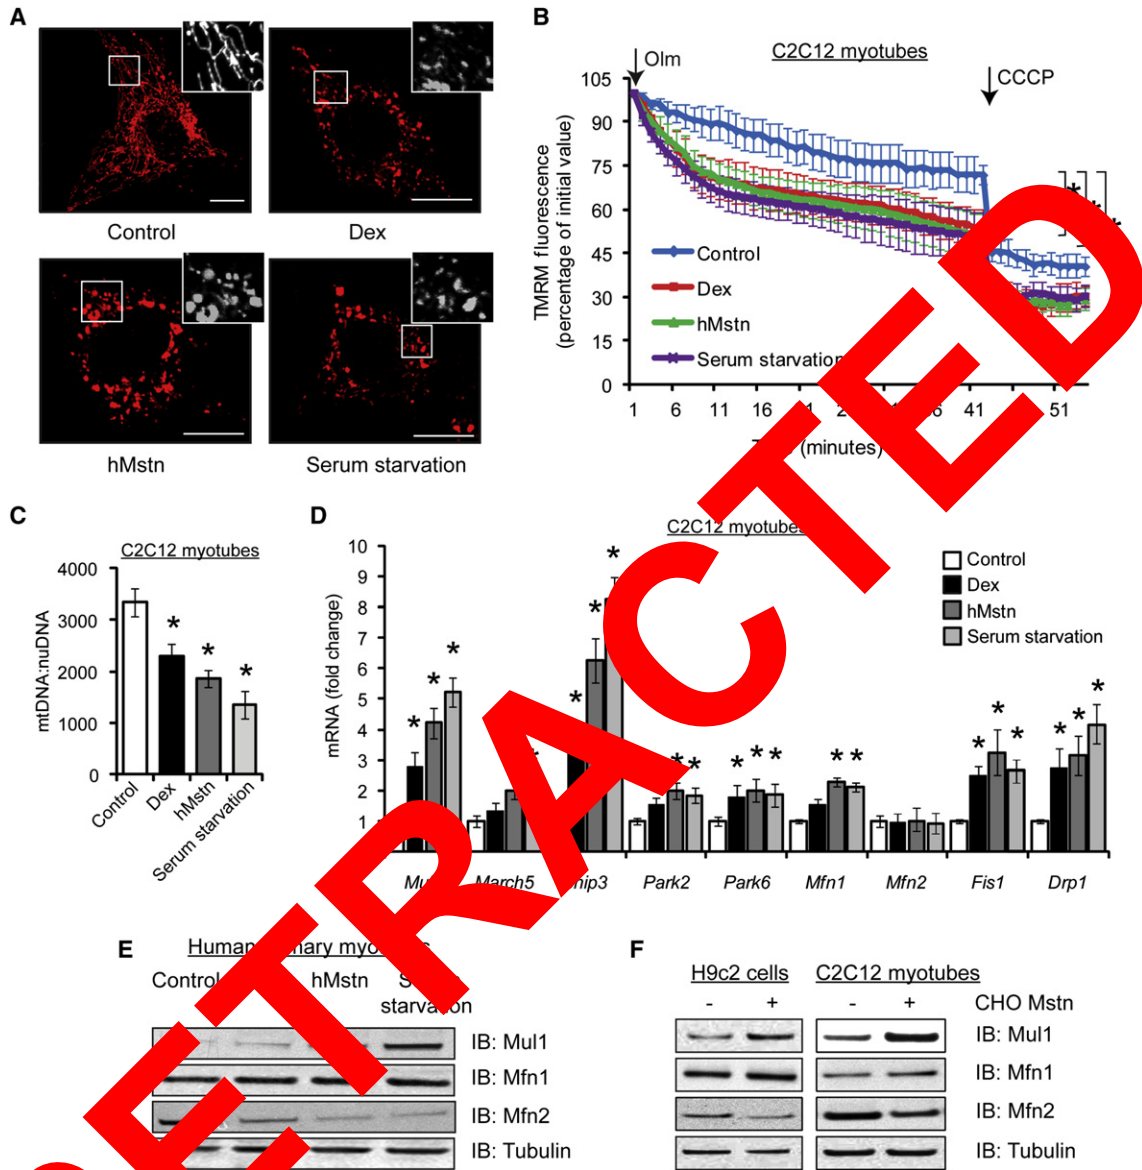 A
Control
Dex
hMstn
Serum starvation
B
C2C12 myotubes
Olm
CCCP
TMRM fluorescence
(percentage of initial value)
105
90
75
60
45
30
15
0
Control
Dex
hMstn
Serum starvation
1 6 11 16 41 51
(minutes)
*
C
C2C12 myotubes
mtDNA:nuDNA
4000
3000
2000
1000
0
* * *
Control
Dex
hMstn
Serum starvation
D
C2C12 myotubes
mRNA (fold change)
10
9
8
7
6
5
4
3
2
1
Control
Dex
hMstn
Serum starvation
* * * * * * * * * * * * * * * * * * *
March5 Park2 Park6 Mfn1 Mfn2 Fis1 Drp1
E
Human
Control hMstn
starvation
IB: Mul1
IB: Mfn1
IB: Mfn2
IB: Tubulin
F
H9c2 cells C2C12 myotubes
- + - + CHO Mstn
IB: Mul1
IB: Mfn1
IB: Mfn2
IB: Tubulin
RETRACTED